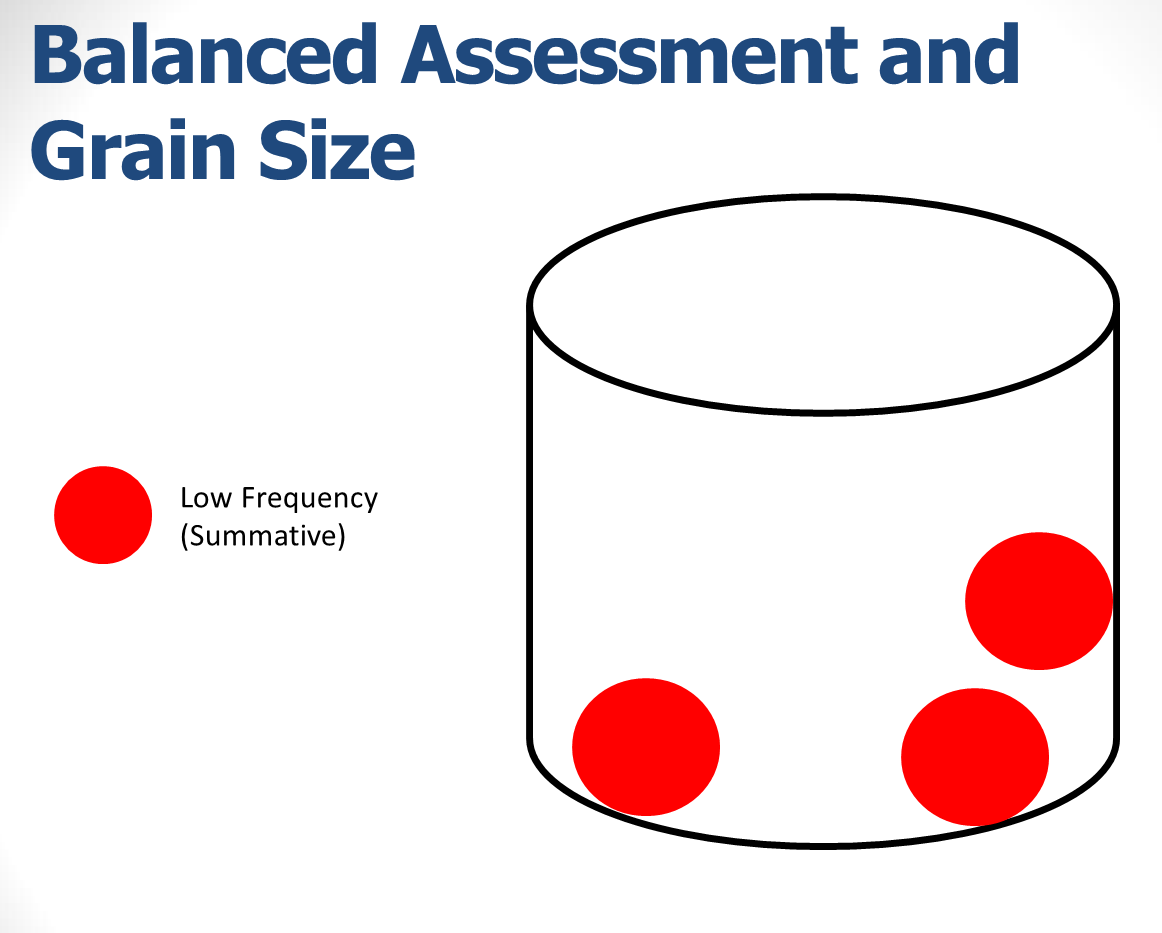 Balanced Assessment and
Grain Size
Low Frequency
(Summative)